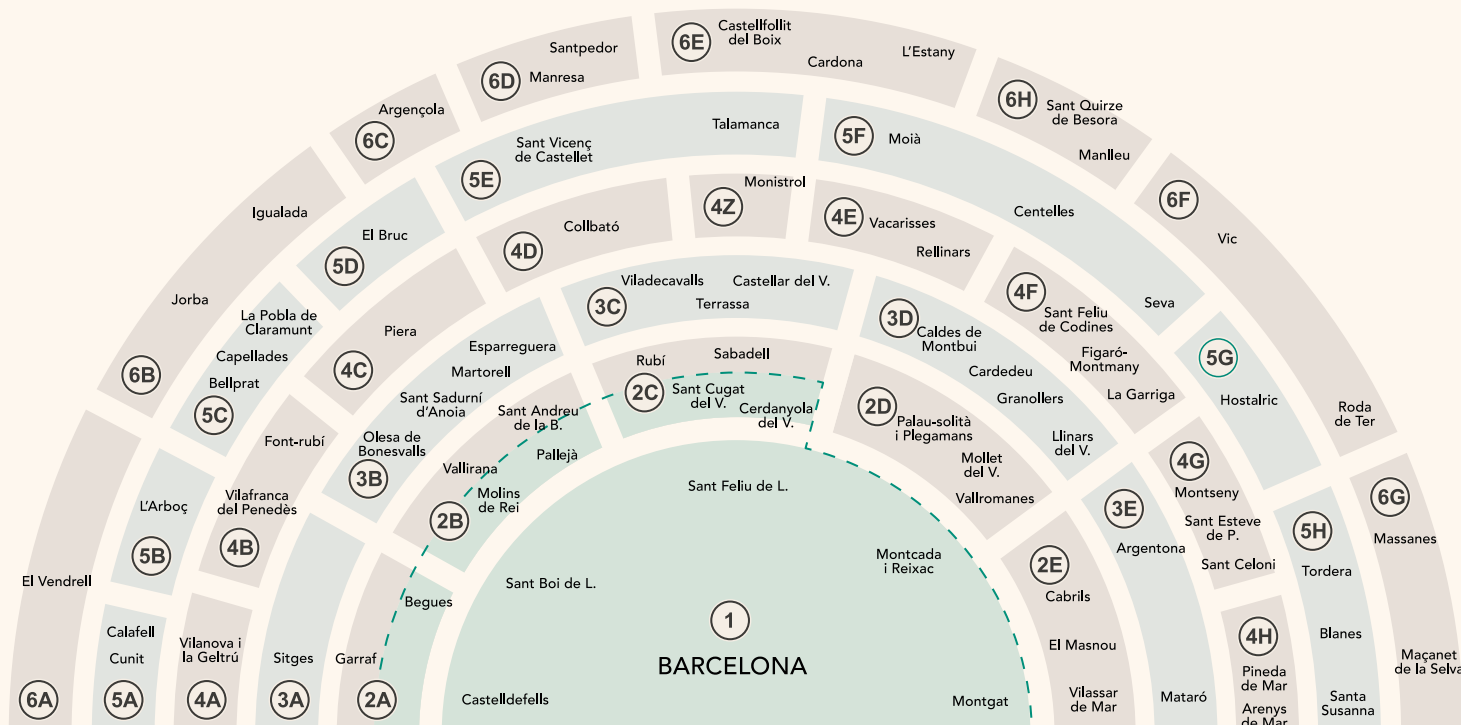 6A
El Vendrell
6B
Jorba
Igualada
6C
Argençola
6D
Santpedor
Manresa
6E
Castellfollit
del Boix
Cardona
L'Estany
6H
Sant Quirze
de Besora
Manlleu
6F
Vic
Roda
de Ter
6G
Massanes
Maçanet
de la Selva
5A
Calafell
Cunit
5B
L'Arboç
5C
La Pobla de
Claramunt
Capellades
Bellprat
5D
El Bruc
5E
Sant Vicenç
de Castellet
Talamanca
5F
Moià
Centelles
Seva
5G
Hostalric
5H
Tordera
Blanes
Santa
Susanna
4A
Vilanova i
la Geltrú
4B
Vilafranca
del Penedès
Font-rubí
4C
Piera
4D
Collbató
4Z
Monistrol
4E
Vacarisses
Rellinars
4F
Sant Feliu
de Codines
Figaró-
Montmany
La Garriga
4G
Montseny
Sant Esteve
de P.
Sant Celoni
4H
Pineda
de Mar
Arenys
de Mar
3A
Sitges
3B
Olesa de
Bonesvalls
Sant Sadurní
d'Anoia
Martorell
Esparreguera
3C
Viladecavalls
Terrassa
Castellar del V.
3D
Caldes de
Montbui
Cardedeu
Granollers
Llinars
del V.
3E
Argentona
Mataró
2A
Garraf
Begues
2B
Vallirana
Sant Andreu
de la B.
Pallejà
Molins
de Rei
2C
Rubí
Sabadell
Sant Cugat
del V.
Cerdanyola
del V.
2D
Palau-solità
i Plegamans
Mollet
del V.
Vallromanes
2E
Cabrils
El Masnou
Vilassar
de Mar
1
BARCELONA
Sant Feliu de L.
Sant Boi de L.
Castelldefells
Montcada
i Reixac
Montgat